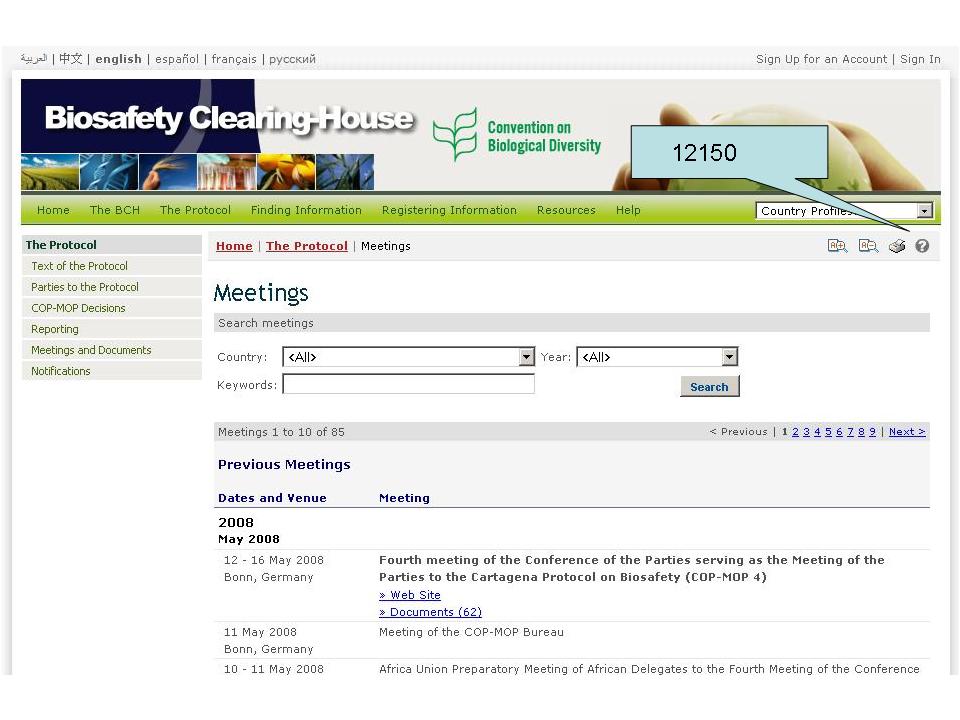 العربية | 中文 | english | español | français | русский
Sign Up for an Account | Sign In
Biosafety Clearing-House
Convention on
Biological Diversity
12150
Home The BCH The Protocol Finding Information Registering Information Resources Help
Country Profiles
The Protocol
Text of the Protocol
Parties to the Protocol
COP-MOP Decisions
Reporting
Meetings and Documents
Notifications
Home | The Protocol | Meetings
Meetings
Search meetings
Country: <All> Year: <All>
Keywords: Search
Meetings 1 to 10 of 85 < Previous | 1 2 3 4 5 6 7 8 9 | Next >
Previous Meetings
Dates and Venue Meeting
2008
May 2008
12 - 16 May 2008 Fourth meeting of the Conference of the Parties serving as the Meeting of the
Bonn, Germany Parties to the Cartagena Protocol on Biosafety (COP-MOP 4)
» Web Site
» Documents (62)
11 May 2008 Meeting of the COP-MOP Bureau
Bonn, Germany
10 - 11 May 2008 Africa Union Preparatory Meeting of African Delegates to the Fourth Meeting of the Conference